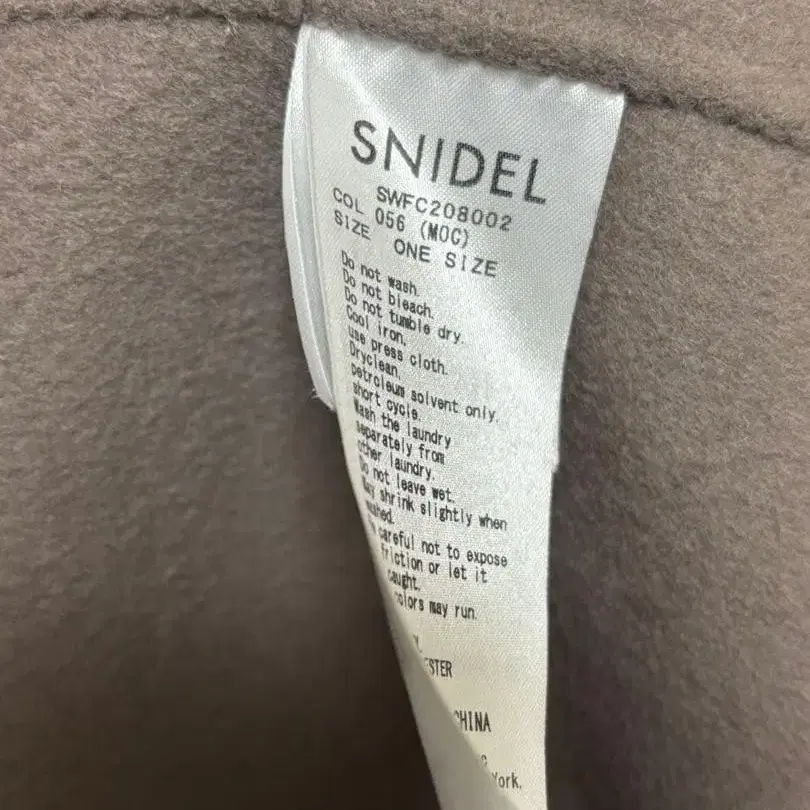 SNIDEL
SWFC208002
COL 056 (MOC)
SIZE ONE SIZE
Do not wash.
Do not bleach.
Do not tumble dry.
Cool iron.
use press cloth.
Dryclean.
petroleum solvent only,
short cycle.
Wash the laundry
separately from
other laundry.
Do not leave wet.
May shrink slightly when
washed.
careful not to expose
friction or let it
caught.
colors may run.
CHINA
York,